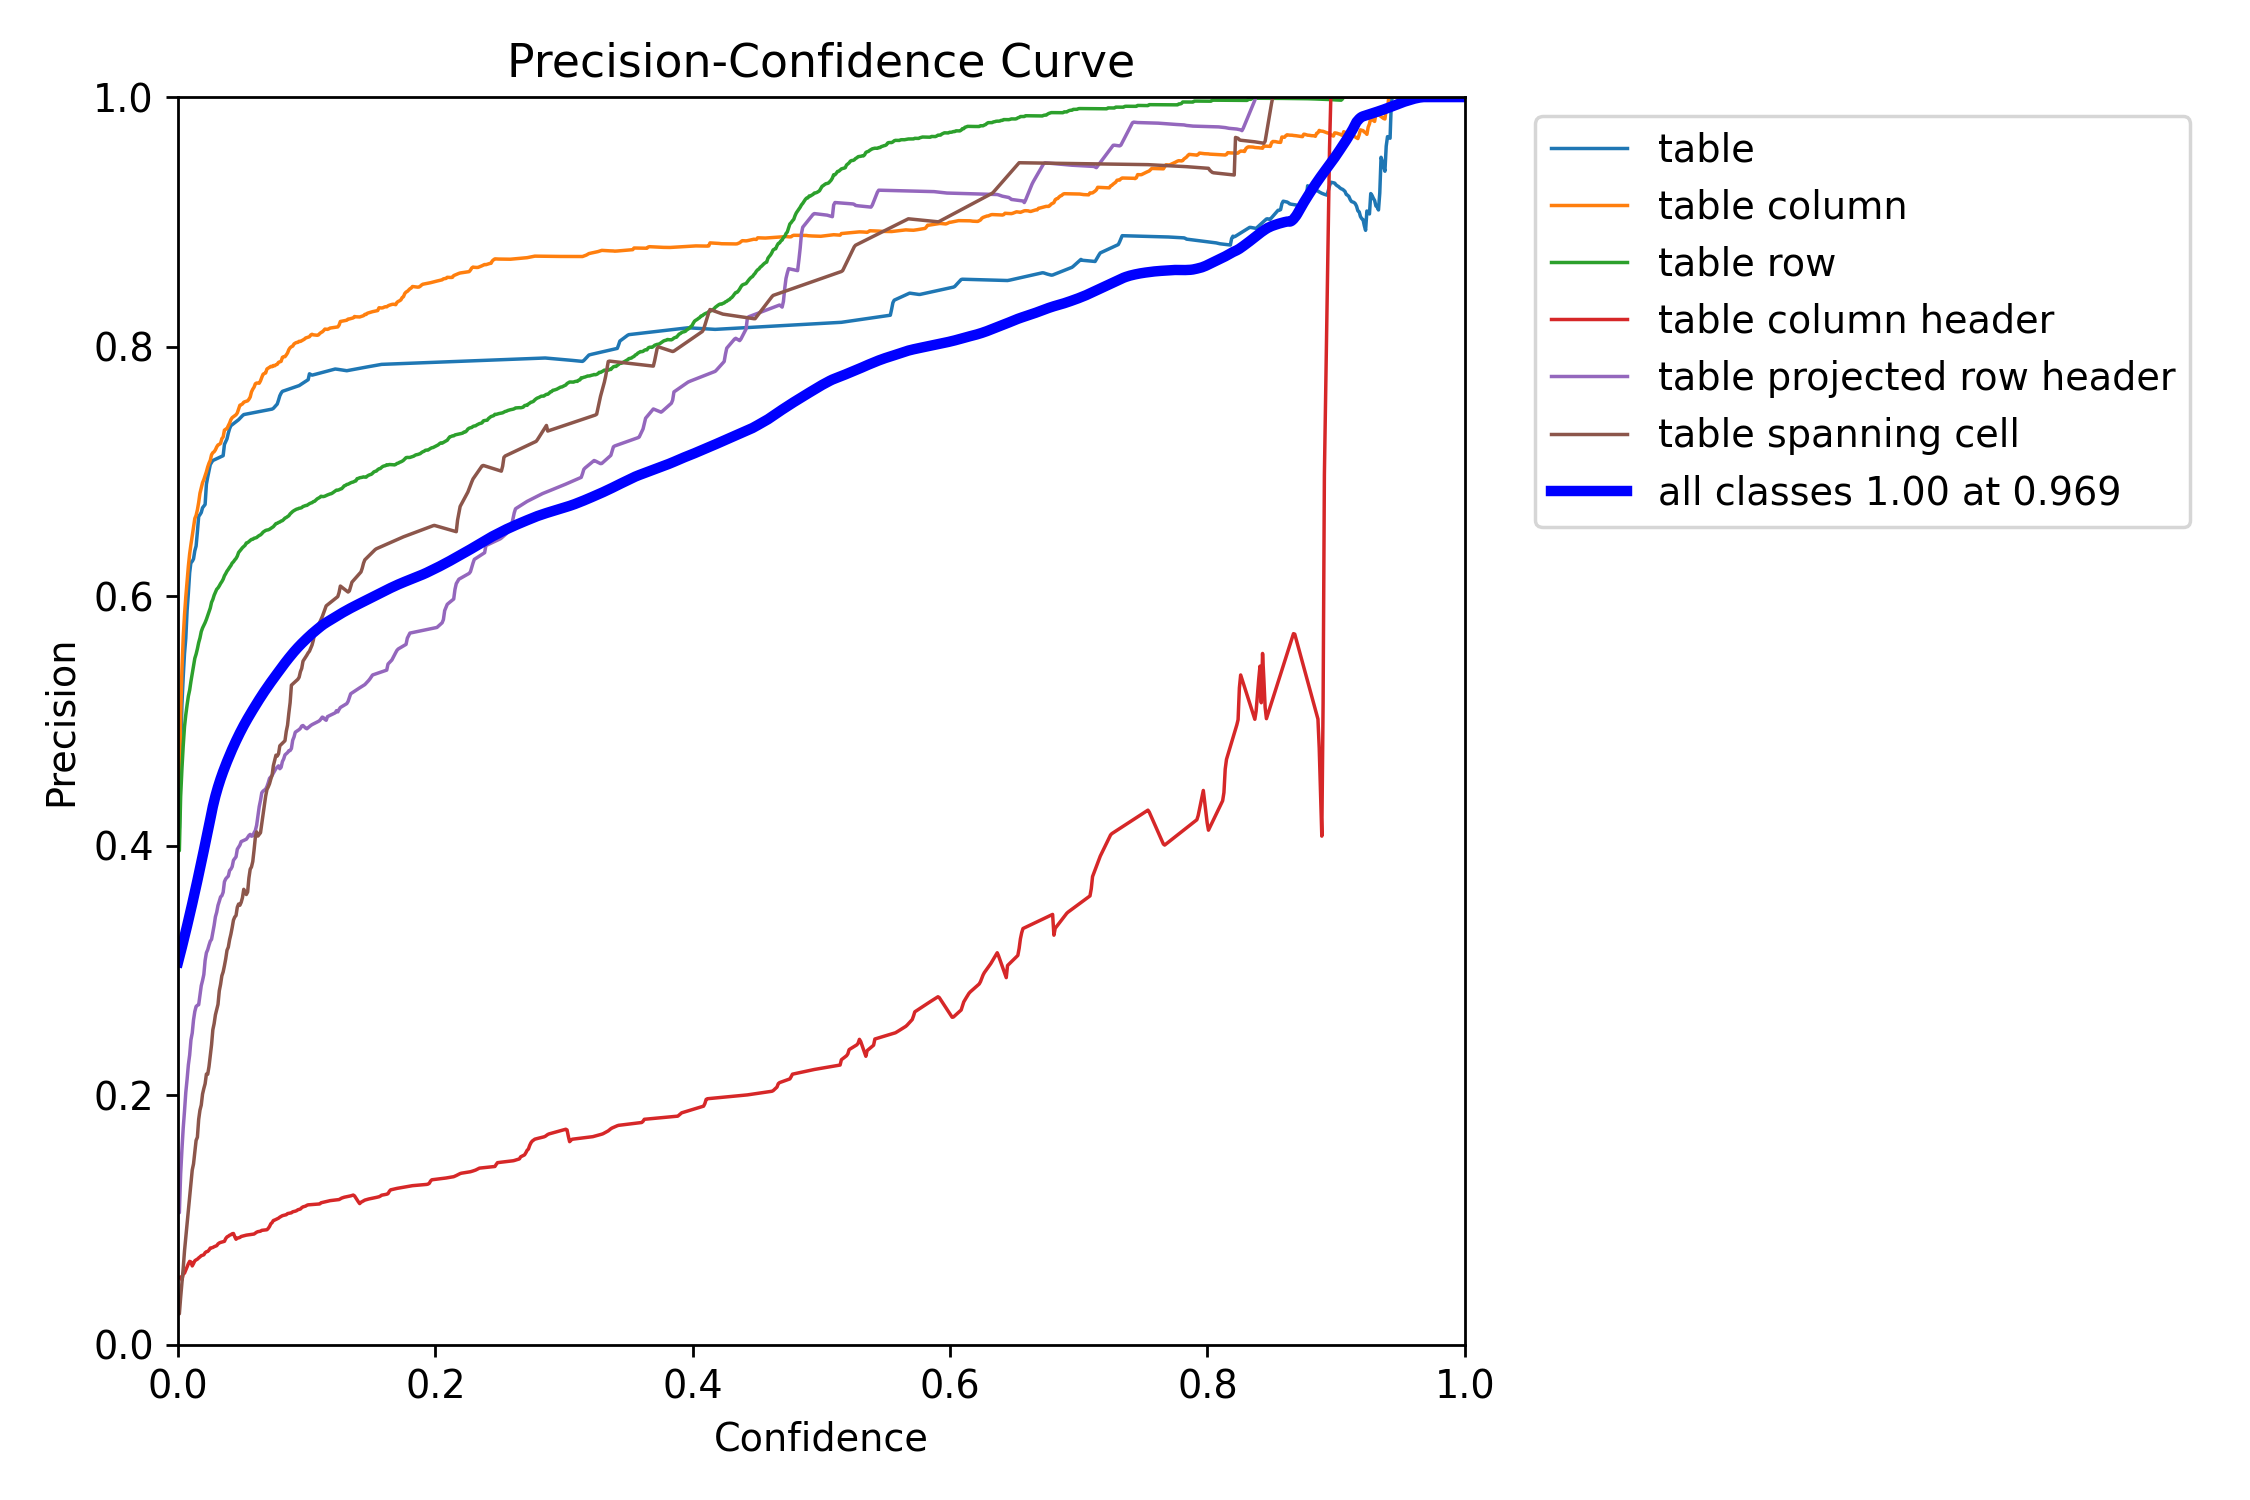 Precision-Confidence Curve
1.0
0.8
0.6
0.4
0.2
0.0
Precision
0.0 0.2 0.4 0.6 0.8 1.0
Confidence
table
table column
table row
table column header
table projected row header
table spanning cell
all classes 1.00 at 0.969